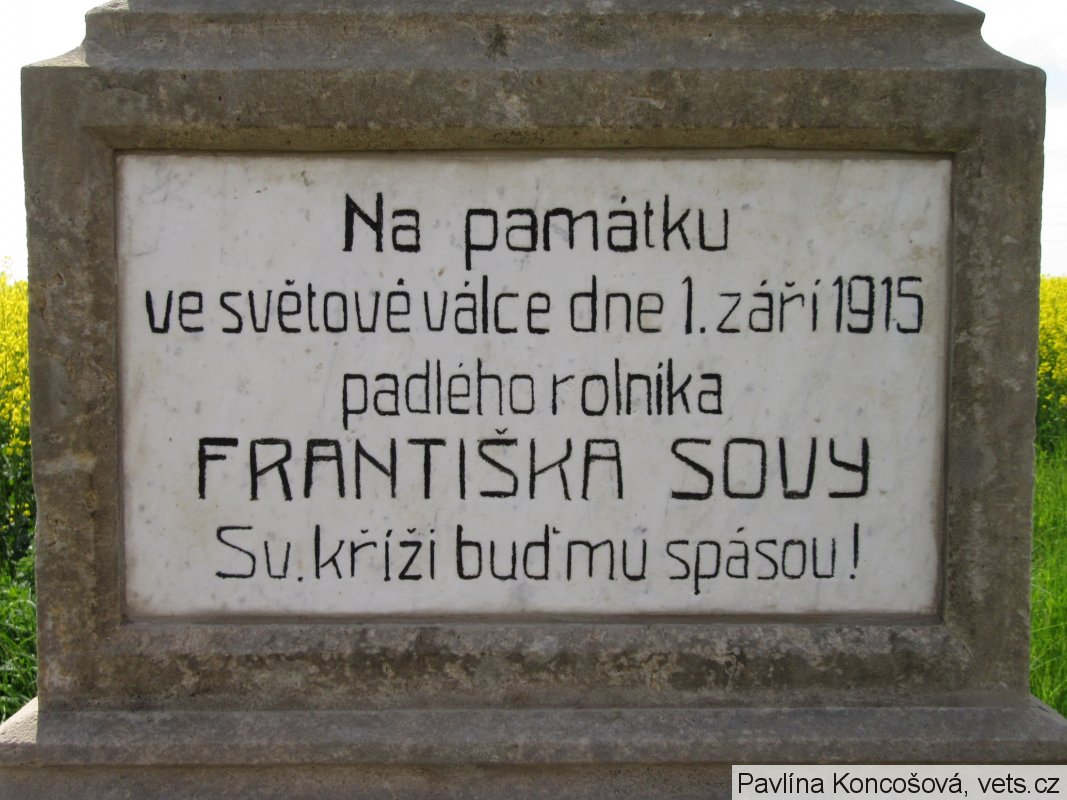 Na památku
ve světové válce dne 1. září 1915
padlého rolníka
FRANTIŠKA SOVY
Sv. kříži buď mu spásou!
Pavlína Koncošová, vets.cz